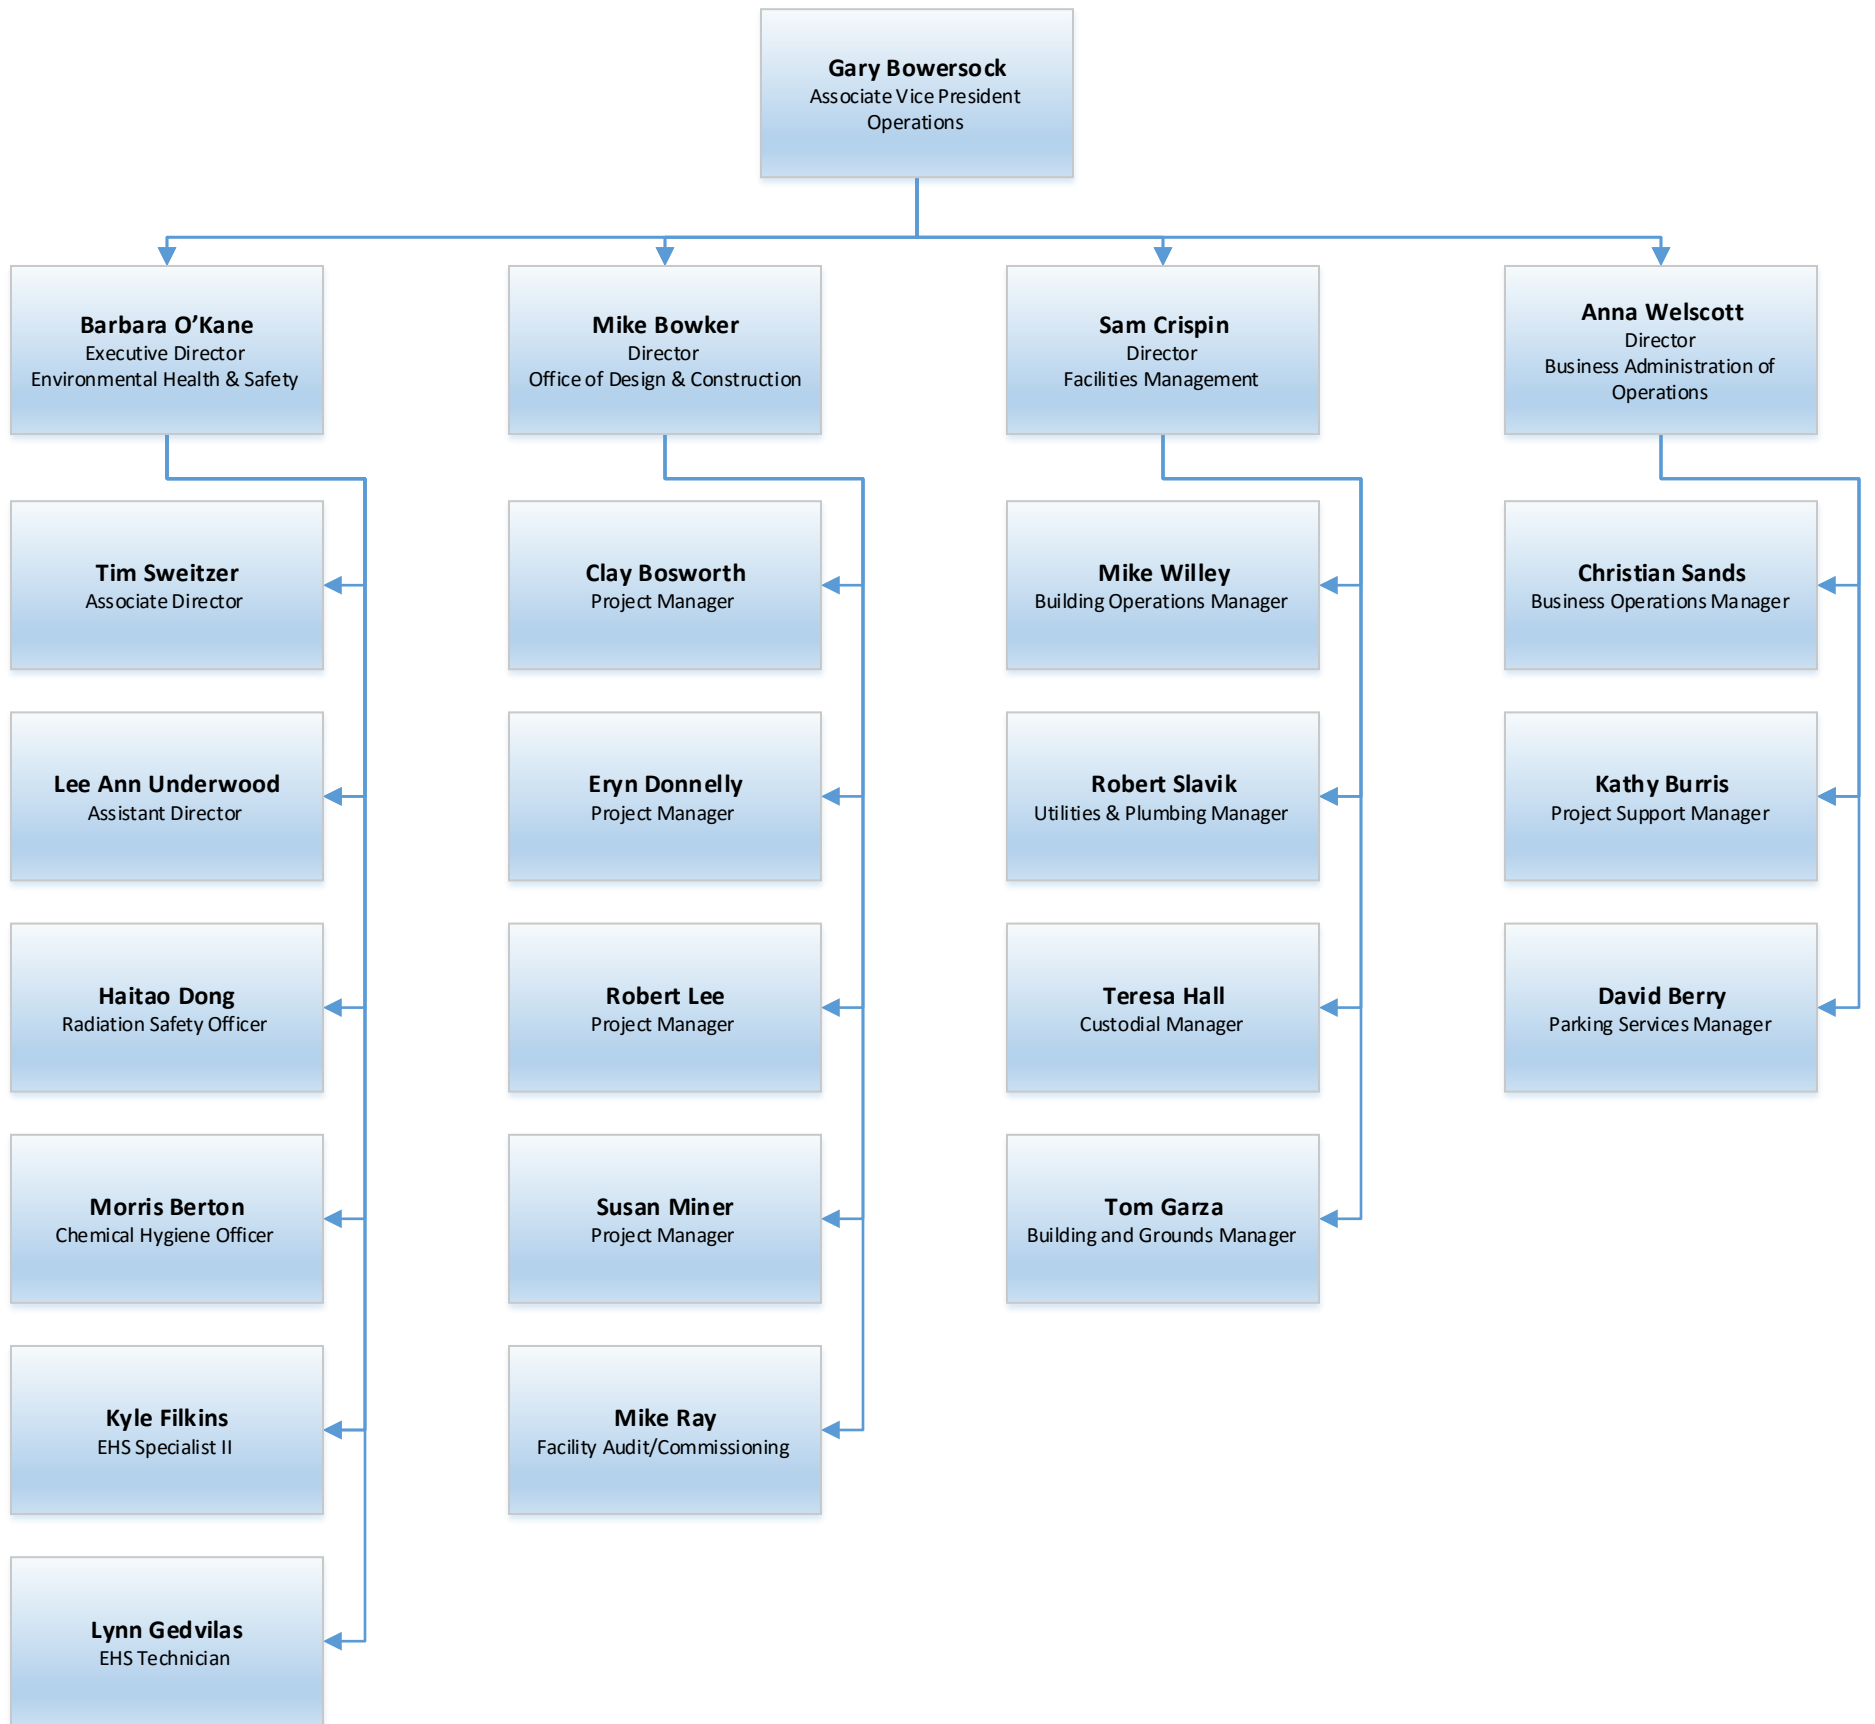 Gary Bowersock
Associate Vice President
Operations
Barbara O’Kane
Executive Director
Environmental Health & Safety
Mike Bowker
Director
Office of Design & Construction
Sam Crispin
Director
Facilities Management
Anna Welscott
Director
Business Administration of
Operations
Tim Sweitzer
Associate Director
Clay Bosworth
Project Manager
Mike Willey
Building Operations Manager
Christian Sands
Business Operations Manager
Lee Ann Underwood
Assistant Director
Eryn Donnelly
Project Manager
Robert Slavik
Utilities & Plumbing Manager
Kathy Burris
Project Support Manager
Haitao Dong
Radiation Safety Officer
Robert Lee
Project Manager
Teresa Hall
Custodial Manager
David Berry
Parking Services Manager
Morris Berton
Chemical Hygiene Officer
Susan Miner
Project Manager
Tom Garza
Building and Grounds Manager
Kyle Filkins
EHS Specialist II
Mike Ray
Facility Audit/Commissioning
Lynn Gedvilas
EHS Technician